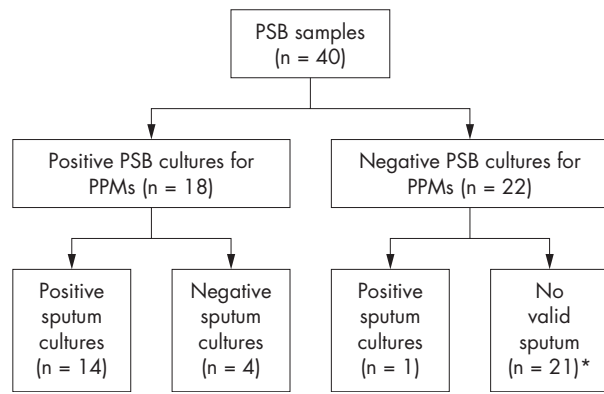 PSB samples
(n = 40)
Positive PSB cultures for
PPMs (n = 18)
Negative PSB cultures for
PPMs (n = 22)
Positive
sputum
cultures
(n = 14)
Negative
sputum
cultures
(n = 4)
Positive
sputum
cultures
(n = 1)
No
valid
sputum
(n = 21)*